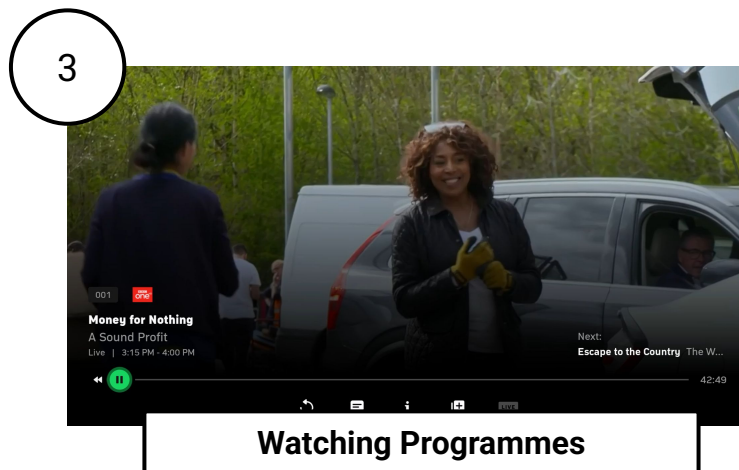 3
001 BBC one
Money for Nothing
A Sound Profit
Live | 3:15 PM - 4:00 PM
Next:
Escape to the Country The W...
42:49
LIVE
Watching Programmes